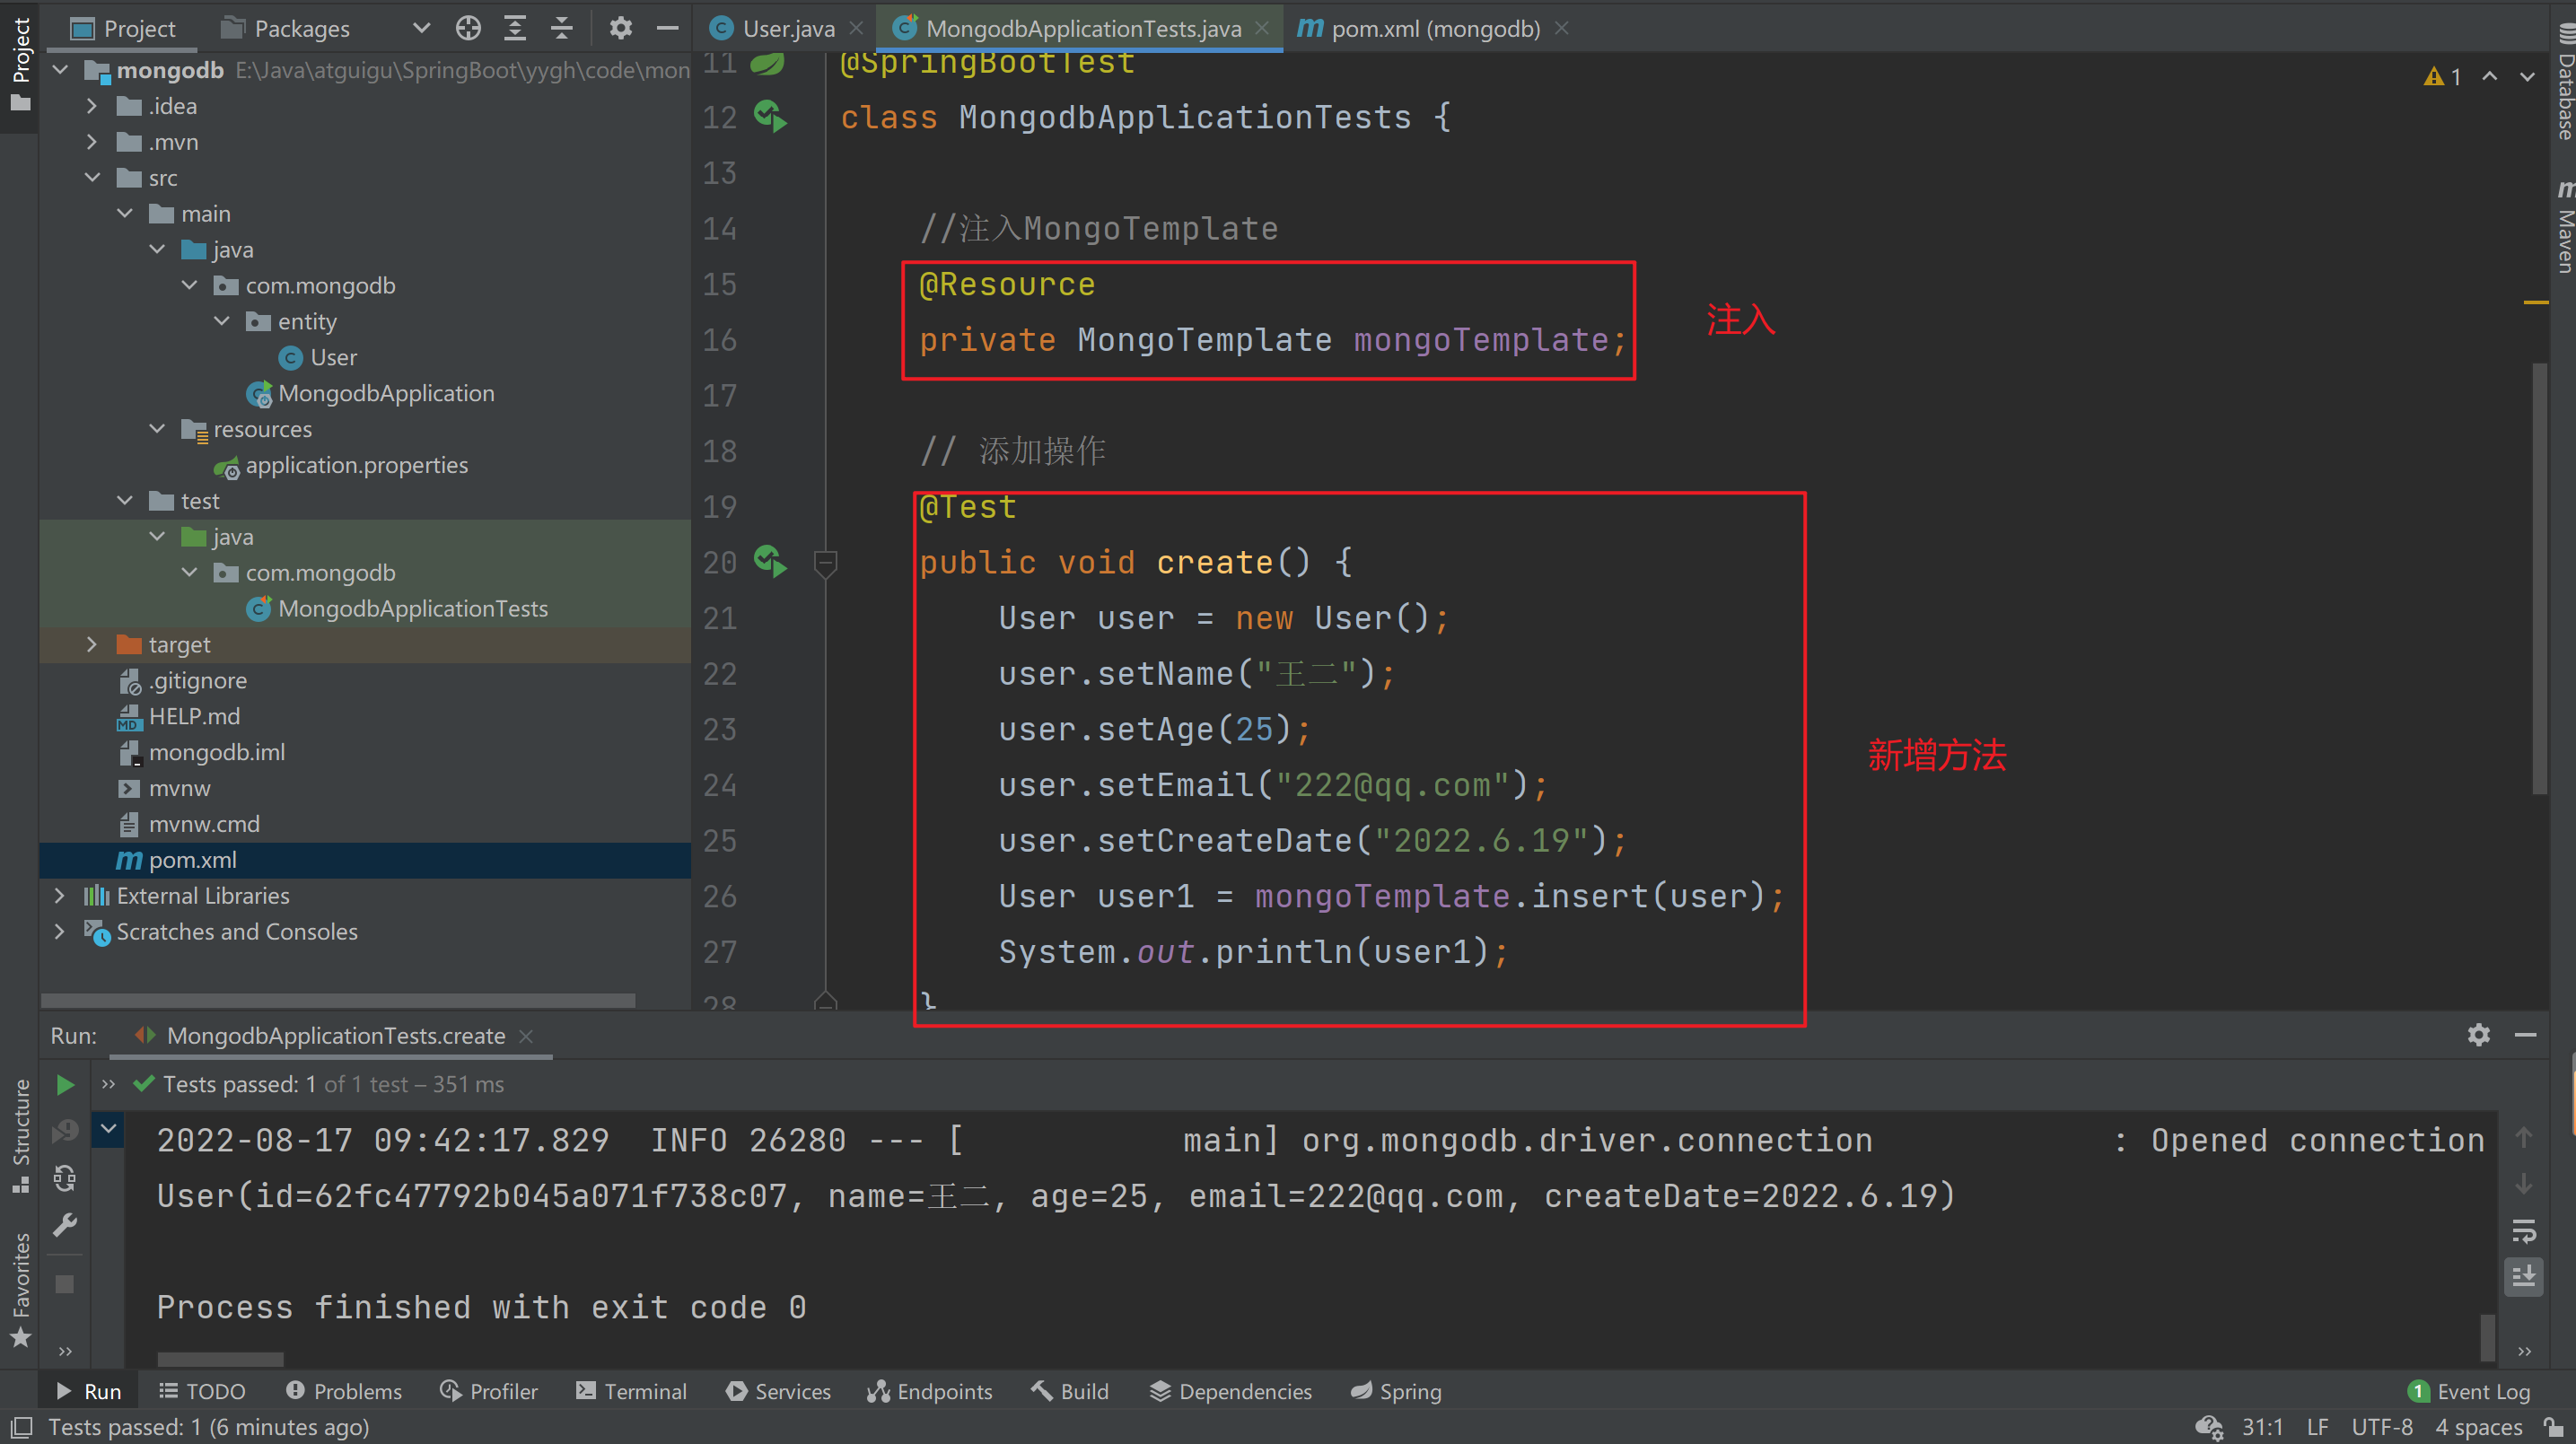 Project
Packages
User.java
MongodbApplicationTests.java
pom.xml (mongodb)
Project
mongodb E:\Java\atguigu\SpringBoot\yygh\code\mon
.idea
.mvn
src
main
java
com.mongodb
entity
User
MongodbApplication
resources
application.properties
test
java
com.mongodb
MongodbApplicationTests
target
.gitignore
HELP.md
mongodb.iml
mvnw
mvnw.cmd
pom.xml
External Libraries
Scratches and Consoles
11 @SpringBootTest
12 class MongodbApplicationTests {
13
14 //注入MongoTemplate
15 @Resource
16 private MongoTemplate mongoTemplate;
注入
17
18 // 添加操作
19 @Test
20 public void create() {
21 User user = new User();
22 user.setName("王二");
23 user.setAge(25);
新增方法
24 user.setEmail("222@qq.com");
25 user.setCreateDate("2022.6.19");
26 User user1 = mongoTemplate.insert(user);
27 System.out.println(user1);
28 }
1
Database
Maven
Run: MongodbApplicationTests.create
Tests passed: 1 of 1 test – 351 ms
2022-08-17 09:42:17.829 INFO 26280 --- [ main] org.mongodb.driver.connection : Opened connection
User(id=62fc47792b045a071f738c07, name=王二, age=25, email=222@qq.com, createDate=2022.6.19)
Process finished with exit code 0
Structure
Favorites
Run TODO Problems Profiler Terminal Services Endpoints Build Dependencies Spring 1 Event Log
Tests passed: 1 (6 minutes ago) 31:1 LF UTF-8 4 spaces